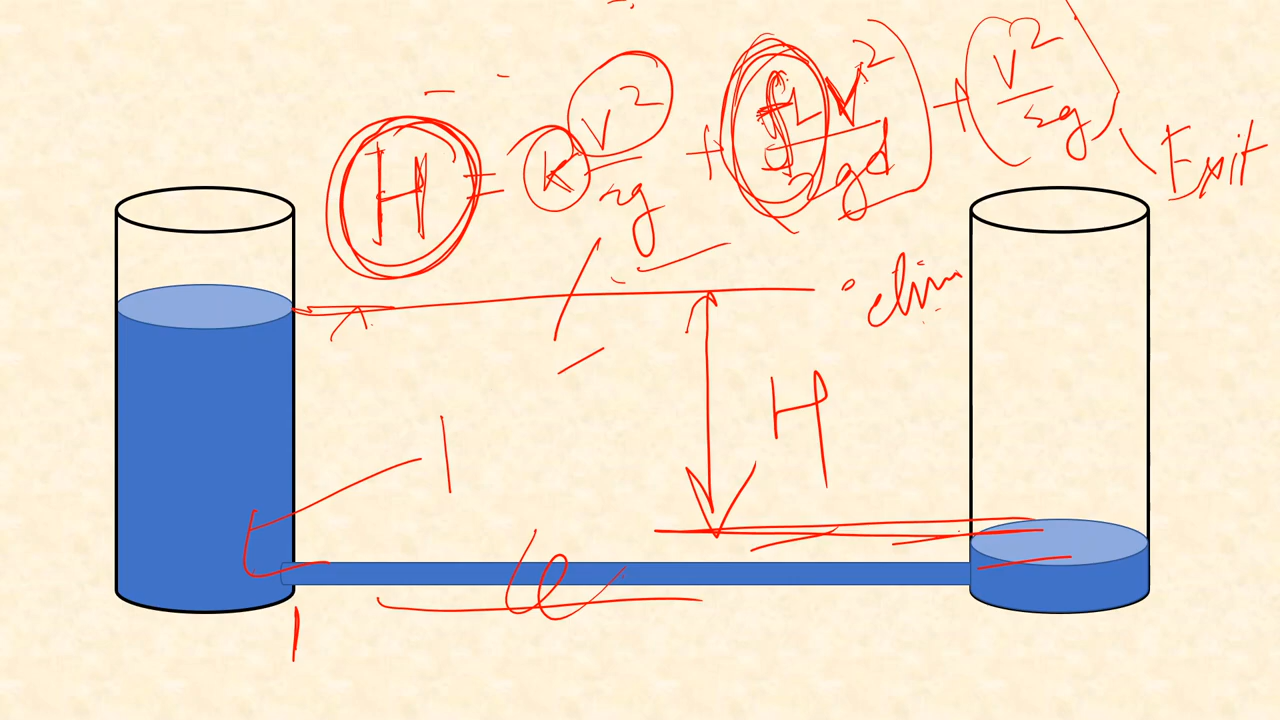 H = k v²/2g + fLv²/2gd + v²/2g
Exit
H